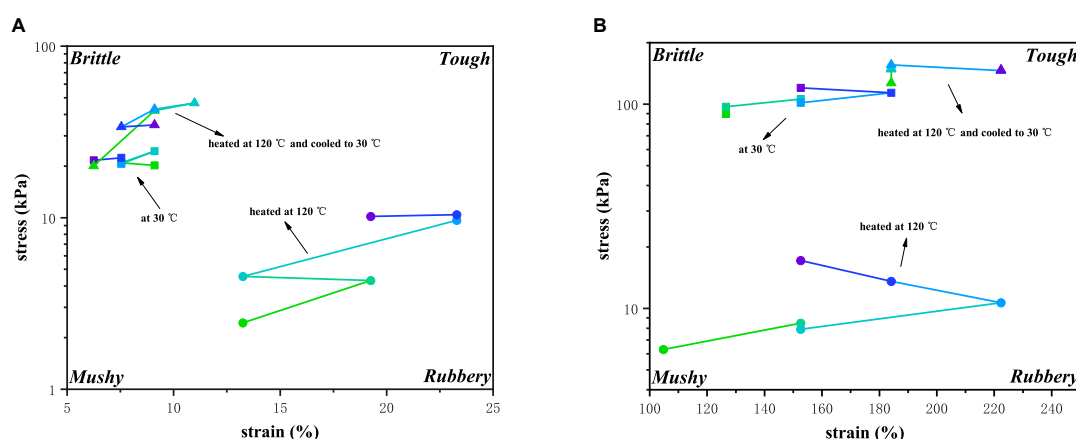 A
100
10
1
stress (kPa)
Brittle
Tough
heated at 120 ℃ and cooled to 30 ℃
at 30 ℃
heated at 120 ℃
Mushy
Rubbery
5
10
15
20
25
strain (%)
B
100
10
stress (kPa)
Brittle
Tough
heated at 120 ℃ and cooled to 30 ℃
at 30 ℃
heated at 120 ℃
Mushy
Rubbery
100
120
140
160
180
200
220
240
strain (%)